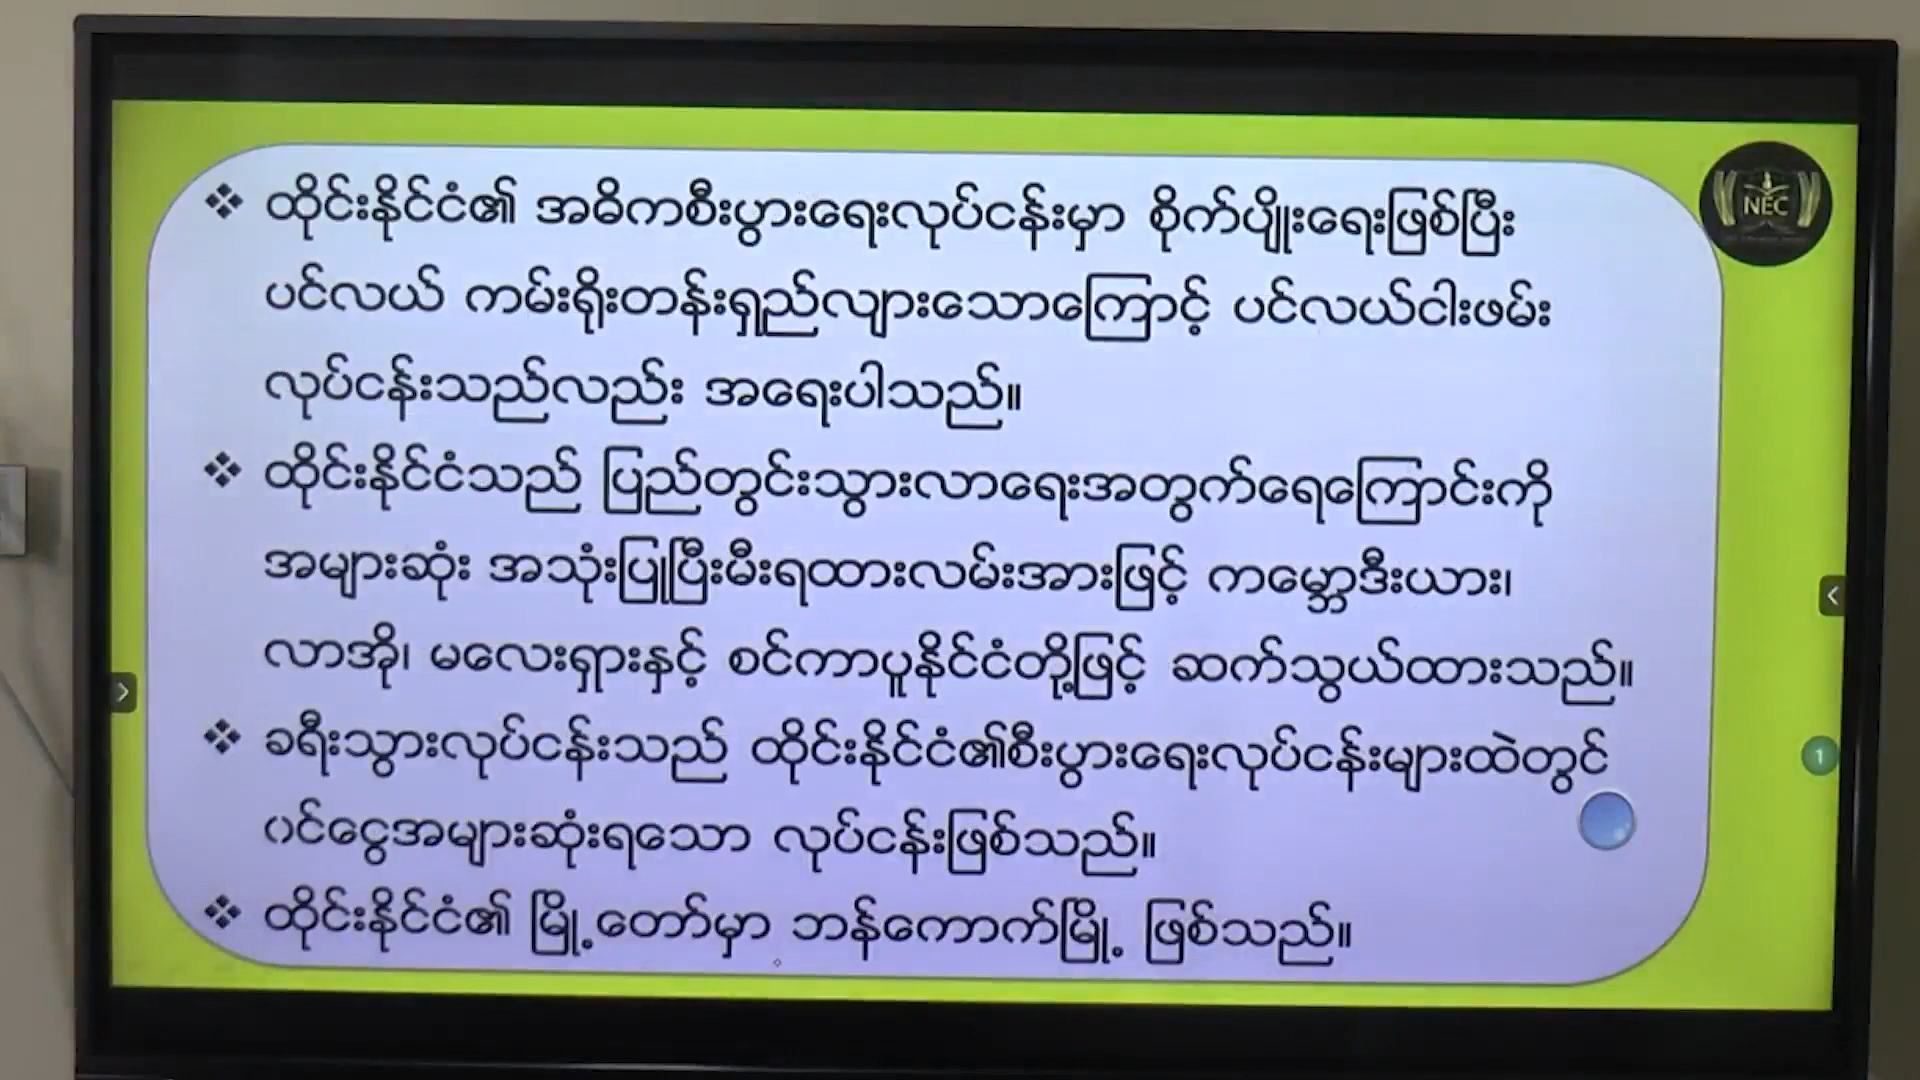 NEC
❖ ထိုင်းနိုင်ငံ၏ အဓိကစီးပွားရေးလုပ်ငန်းမှာ စိုက်ပျိုးရေးဖြစ်ပြီး
ပင်လယ် ကမ်းရိုးတန်းရှည်လျားသောကြောင့် ပင်လယ်ငါးဖမ်း
လုပ်ငန်းသည်လည်း အရေးပါသည်။
❖ ထိုင်းနိုင်ငံသည် ပြည်တွင်းသွားလာရေးအတွက်ရေကြောင်းကို
အများဆုံး အသုံးပြုပြီးမီးရထားလမ်းအားဖြင့် ကမ္ဘောဒီးယား၊
လာအို၊ မလေးရှားနှင့် စင်ကာပူနိုင်ငံတို့ဖြင့် ဆက်သွယ်ထားသည်။
❖ ခရီးသွားလုပ်ငန်းသည် ထိုင်းနိုင်ငံ၏စီးပွားရေးလုပ်ငန်းများထဲတွင်
ဝင်ငွေအများဆုံးရသော လုပ်ငန်းဖြစ်သည်။
❖ ထိုင်းနိုင်ငံ၏ မြို့တော်မှာ ဘန်ကောက်မြို့ ဖြစ်သည်။
1